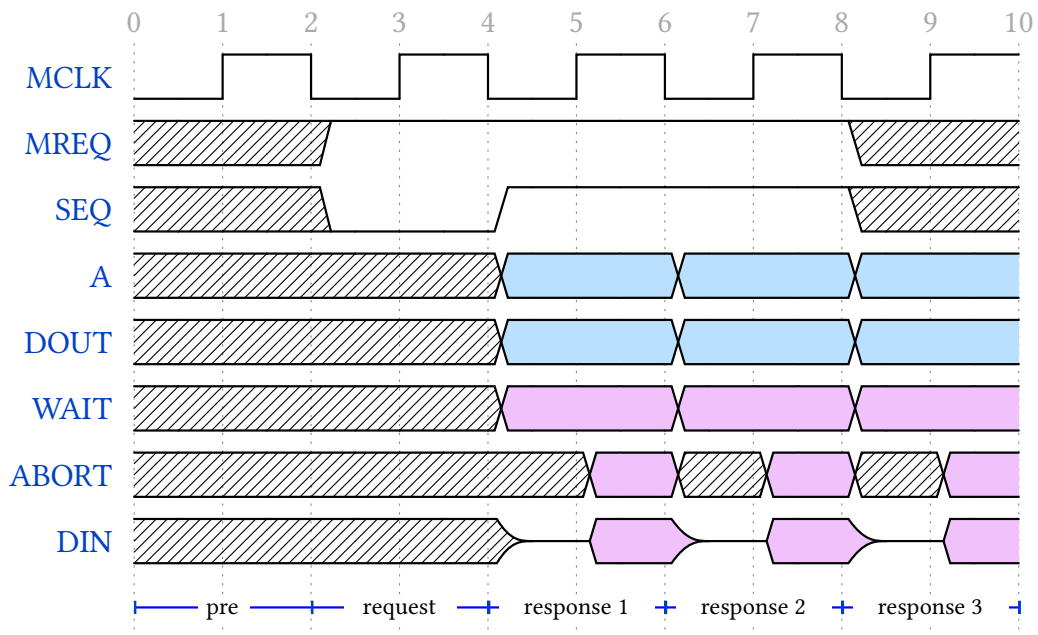 0 1 2 3 4 5 6 7 8 9 10
MCLK
MREQ
SEQ
A
DOUT
WAIT
ABORT
DIN
pre request response 1 response 2 response 3